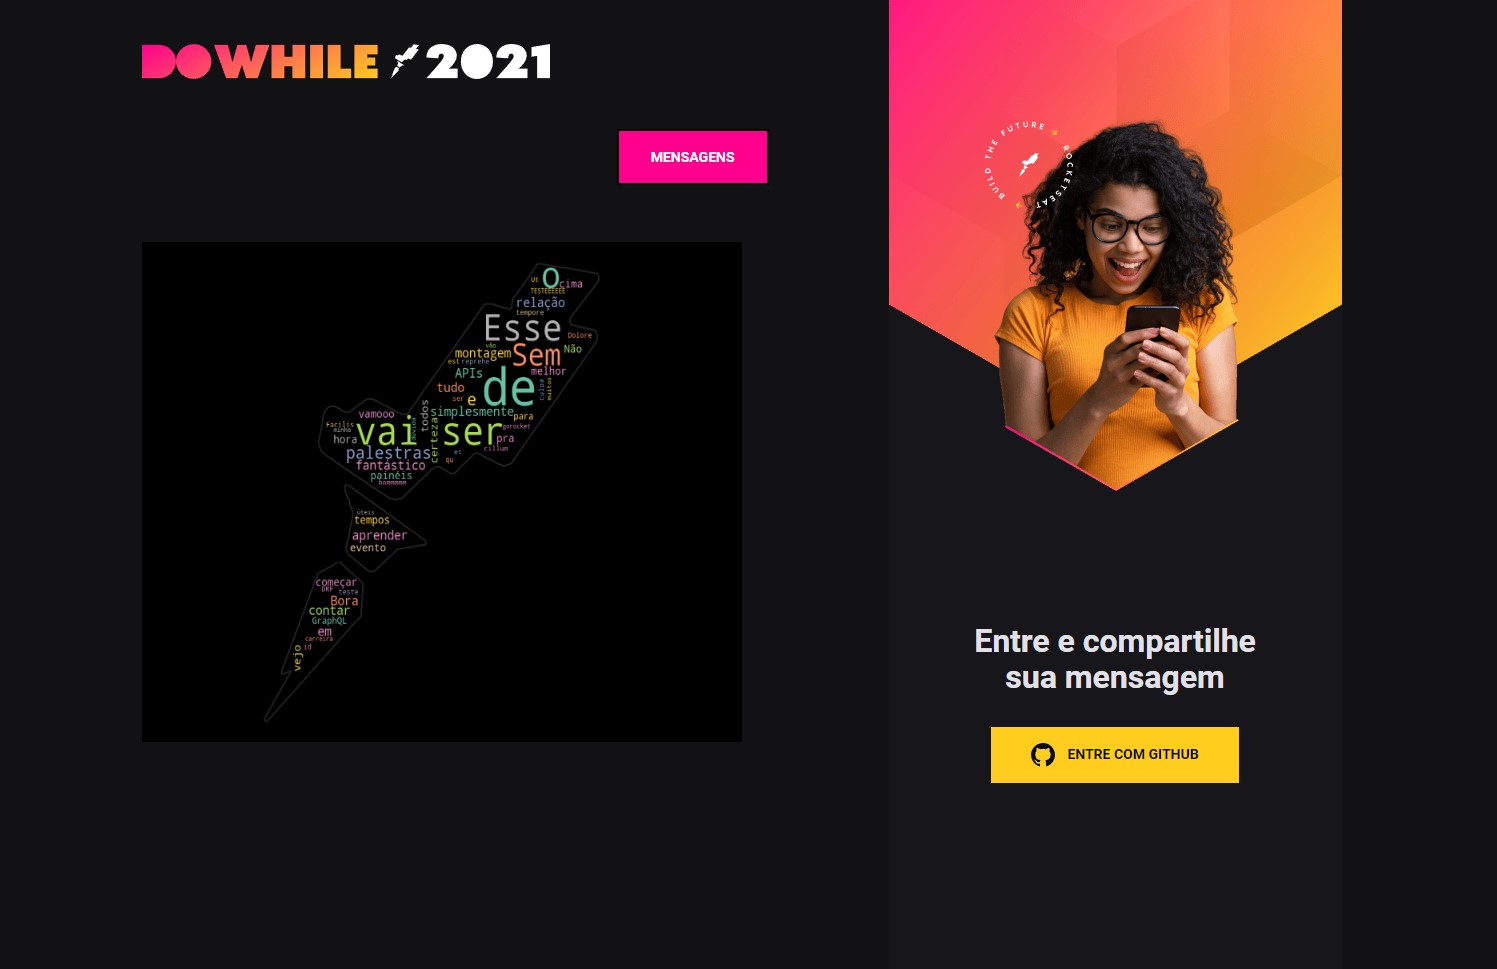 DOWHILE 2021
MENSAGENS
BUILD THE FUTURE → ROCKETSEAT →
Ut
O
cima
TESTEEEEEE
relação
tempore
Esse
Dolore
vão
montagem
Sem
Não
est
reprehe
APIs
melhor
tudo
de
culpa
muitos
ser
e
todos
simplesmente
para
vamooo
Facilis
minha
vai
ser
gorocket
hora
certeza
pra
palestras
et
cillum
fantástico
qu
painéis
bommmmm
Úteis
tempos
aprender
evento
começar
DRF
teste
Bora
contar
GraphQL
em
carreira
id
vejo
Entre e compartilhe
sua mensagem
ENTRE COM GITHUB